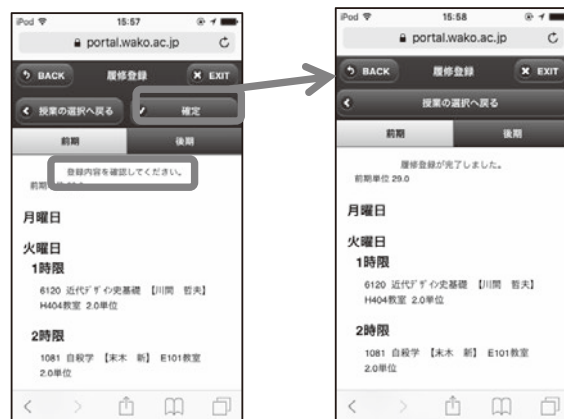 iPod 15:57
portal.wako.ac.jp
BACK 履修登録 EXIT
授業の選択へ戻る 確定
前期 後期
登録内容を確認してください。
月曜日
火曜日
1時限
6120 近代デザイン史基礎 【川間 哲夫】
H404教室 2.0単位
2時限
1081 自殺学 【末木 新】 E101教室
2.0単位
iPod 15:58
portal.wako.ac.jp
BACK 履修登録 EXIT
授業の選択へ戻る
前期 後期
履修登録が完了しました。
前期単位 29.0
月曜日
火曜日
1時限
6120 近代デザイン史基礎 【川間 哲夫】
H404教室 2.0単位
2時限
1081 自殺学 【末木 新】 E101教室
2.0単位